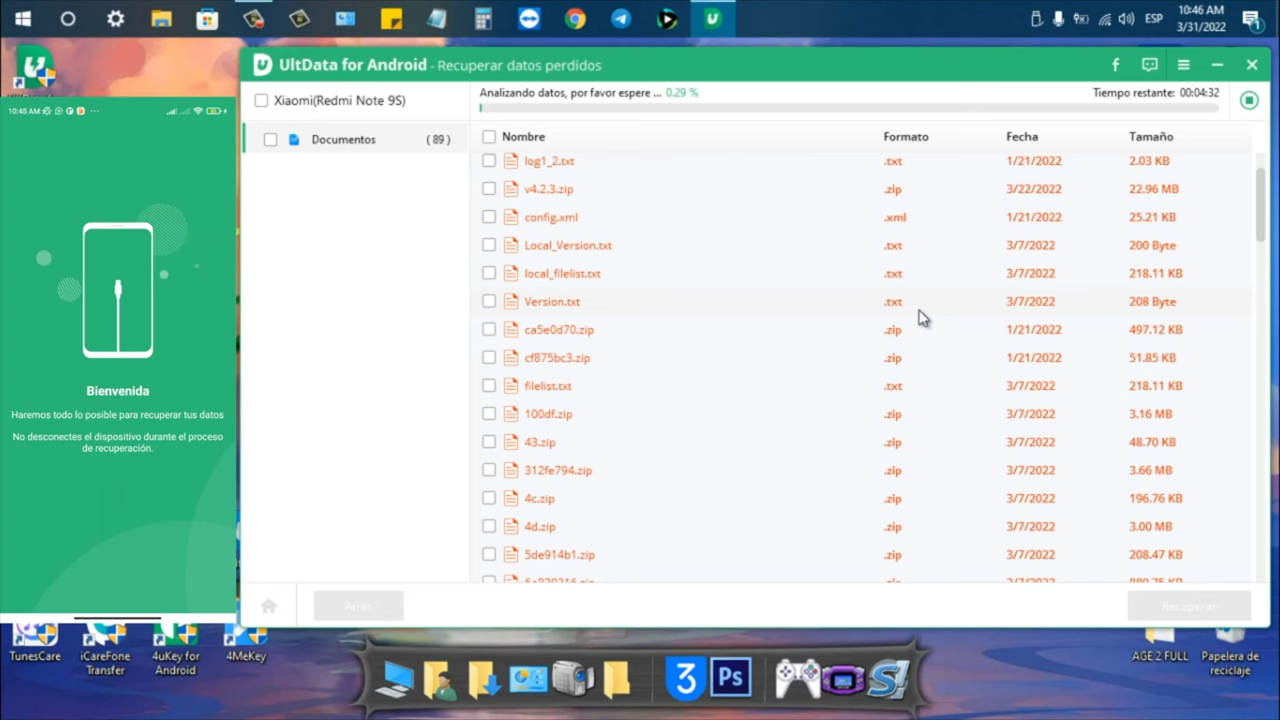 ESP
10:46 AM
3/31/2022
UltData for Android - Recuperar datos perdidos
10:45 AM
Bienvenida
Haremos todo lo posible para recuperar tus datos
No desconectes el dispositivo durante el proceso
de recuperación.
Xiaomi(Redmi Note 9S)
Documentos (89)
Analizando datos, por favor espere ... 0.29 %
Tiempo restante: 00:04:32
Nombre Formato Fecha Tamaño
log1_2.txt .txt 1/21/2022 2.03 KB
v4.2.3.zip .zip 3/22/2022 22.96 MB
config.xml .xml 1/21/2022 25.21 KB
Local_Version.txt .txt 3/7/2022 200 Byte
local_filelist.txt .txt 3/7/2022 218.11 KB
Version.txt .txt 3/7/2022 208 Byte
ca5e0d70.zip .zip 1/21/2022 497.12 KB
cf875bc3.zip .zip 1/21/2022 51.85 KB
filelist.txt .txt 3/7/2022 218.11 KB
100df.zip .zip 3/7/2022 3.16 MB
43.zip .zip 3/7/2022 48.70 KB
312fe794.zip .zip 3/7/2022 3.66 MB
4c.zip .zip 3/7/2022 196.76 KB
4d.zip .zip 3/7/2022 3.00 MB
5de914b1.zip .zip 3/7/2022 208.47 KB
Atrás
Recuperar
TunesCare
iCareFone
Transfer
4uKey for
Android
4MeKey
3
Ps
AGE 2 FULL
Papelera de
reciclaje